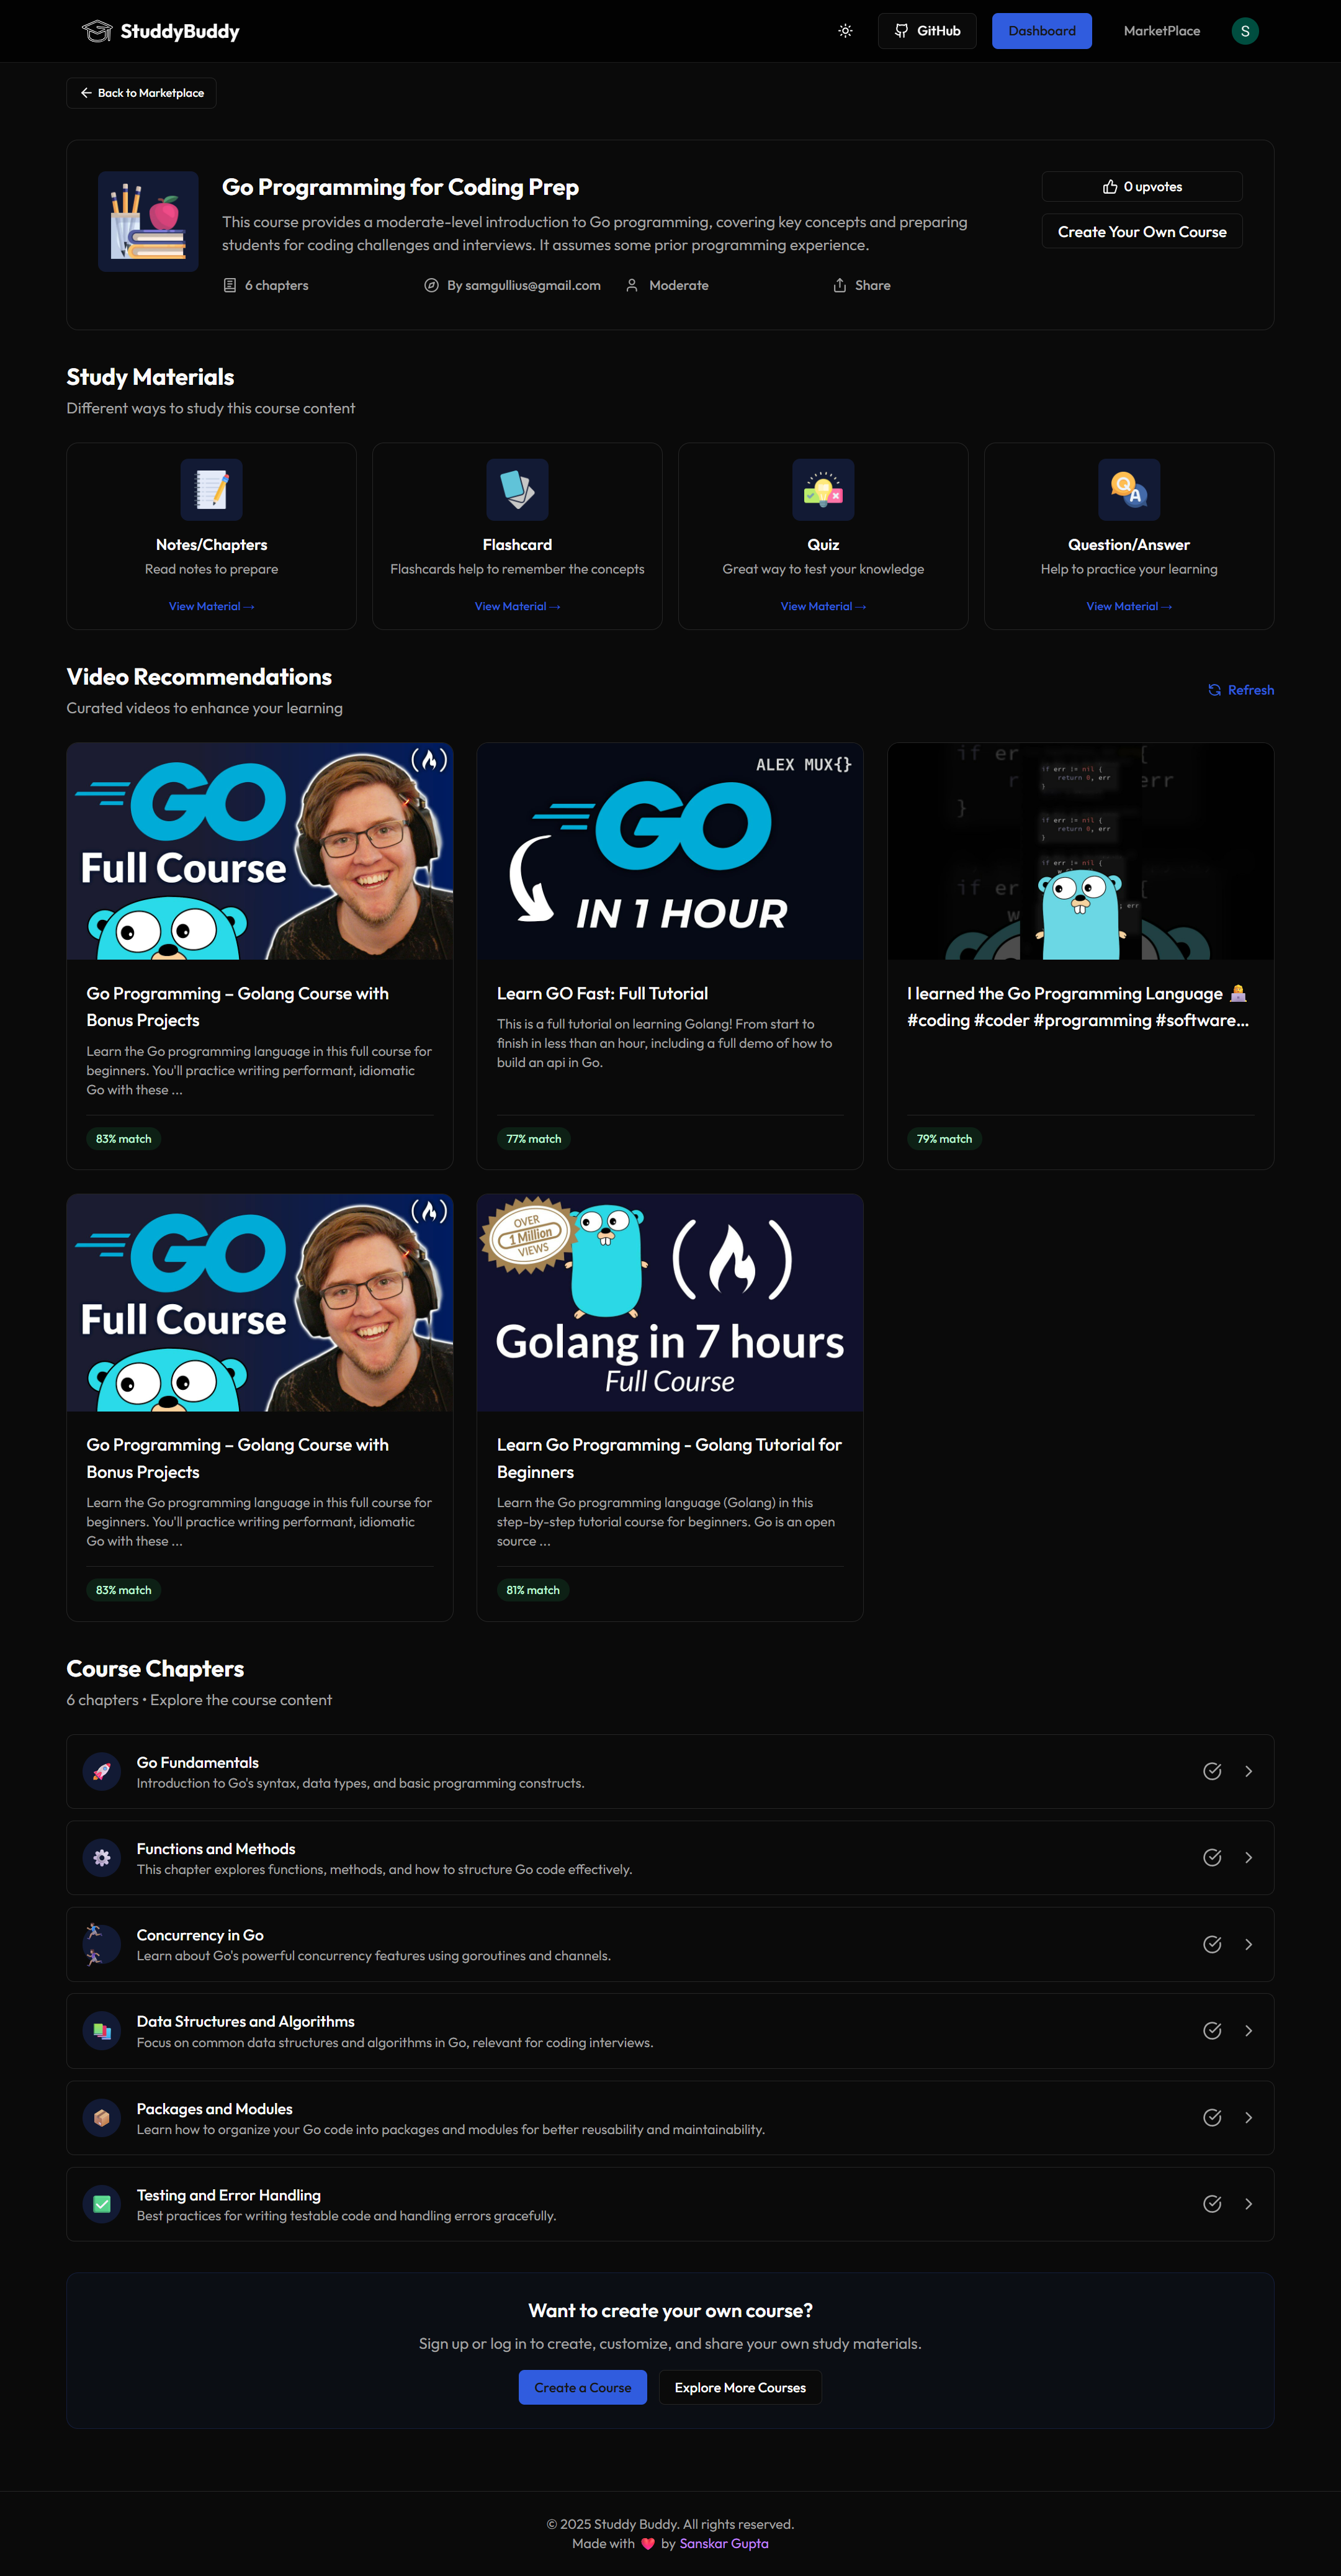 StuddyBuddy
GitHub
Dashboard
MarketPlace
S
Back to Marketplace
Go Programming for Coding Prep
This course provides a moderate-level introduction to Go programming, covering key concepts and preparing
students for coding challenges and interviews. It assumes some prior programming experience.
6 chapters
By samgullius@gmail.com
Moderate
Share
0 upvotes
Create Your Own Course
Study Materials
Different ways to study this course content
Notes/Chapters
Read notes to prepare
View Material →
Flashcard
Flashcards help to remember the concepts
View Material →
Quiz
Great way to test your knowledge
View Material →
Q
A
Question/Answer
Help to practice your learning
View Material →
Video Recommendations
Curated videos to enhance your learning
Refresh
GO
Full Course
Go Programming – Golang Course with
Bonus Projects
Learn the Go programming language in this full course for
beginners. You'll practice writing performant, idiomatic
Go with these ...
83% match
ALEX MUX{}
GO
IN 1 HOUR
Learn GO Fast: Full Tutorial
This is a full tutorial on learning Golang! From start to
finish in less than an hour, including a full demo of how to
build an api in Go.
77% match
if err != nil {
return 0, err
}
if err != nil {
return 0, err
}
if err != nil {
I learned the Go Programming Language 🧑‍💻
#coding #coder #programming #software...
79% match
GO
Full Course
Go Programming – Golang Course with
Bonus Projects
Learn the Go programming language in this full course for
beginners. You'll practice writing performant, idiomatic
Go with these ...
83% match
OVER
1 Million
VIEWS
Golang in 7 hours
Full Course
Learn Go Programming - Golang Tutorial for
Beginners
Learn the Go programming language (Golang) in this
step-by-step tutorial course for beginners. Go is an open
source ...
81% match
Course Chapters
6 chapters • Explore the course content
Go Fundamentals
Introduction to Go's syntax, data types, and basic programming constructs.
Functions and Methods
This chapter explores functions, methods, and how to structure Go code effectively.
Concurrency in Go
Learn about Go's powerful concurrency features using goroutines and channels.
Data Structures and Algorithms
Focus on common data structures and algorithms in Go, relevant for coding interviews.
Packages and Modules
Learn how to organize your Go code into packages and modules for better reusability and maintainability.
Testing and Error Handling
Best practices for writing testable code and handling errors gracefully.
Want to create your own course?
Sign up or log in to create, customize, and share your own study materials.
Create a Course
Explore More Courses
© 2025 Studdy Buddy. All rights reserved.
Made with ❤️ by Sanskar Gupta